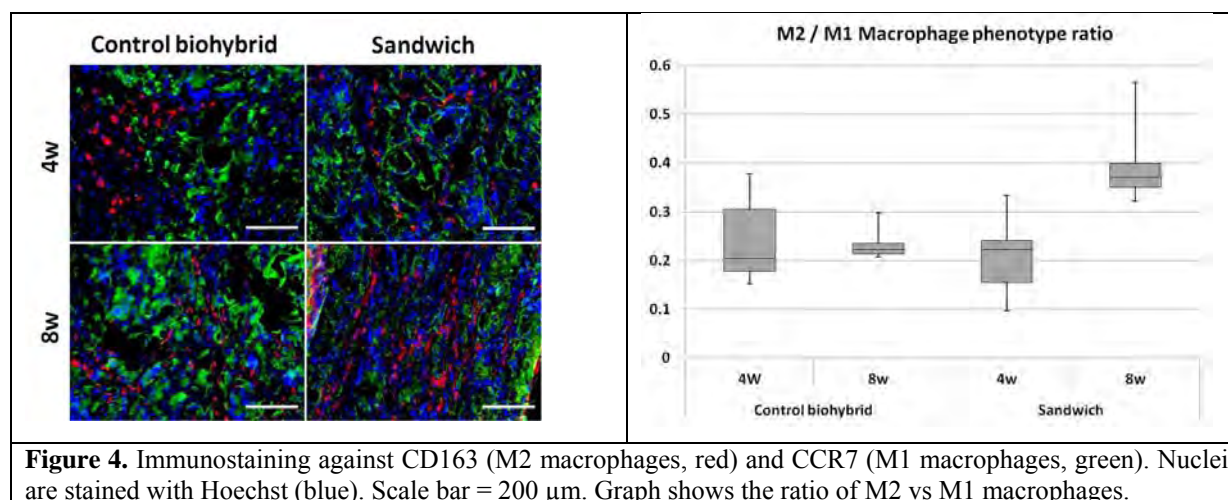 Control biohybrid Sandwich
4w
8w
M2 / M1 Macrophage phenotype ratio
0.6
0.5
0.4
0.3
0.2
0.1
0
4W 8w 4w 8w
Control biohybrid Sandwich
Figure 4. Immunostaining against CD163 (M2 macrophages, red) and CCR7 (M1 macrophages, green). Nuclei
are stained with Hoechst (blue). Scale bar = 200 µm. Graph shows the ratio of M2 vs M1 macrophages.